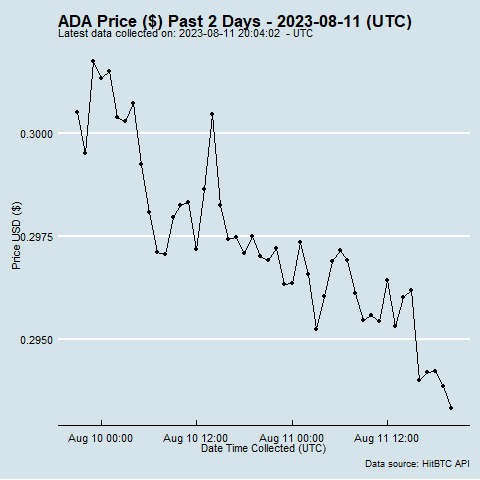 ADA Price ($) Past 2 Days - 2023-08-11 (UTC)
Latest data collected on: 2023-08-11 20:04:02 - UTC
Price USD ($)
0.3000
0.2975
0.2950
Aug 10 00:00 Aug 10 12:00 Aug 11 00:00 Aug 11 12:00
Date Time Collected (UTC)
Data source: HitBTC API